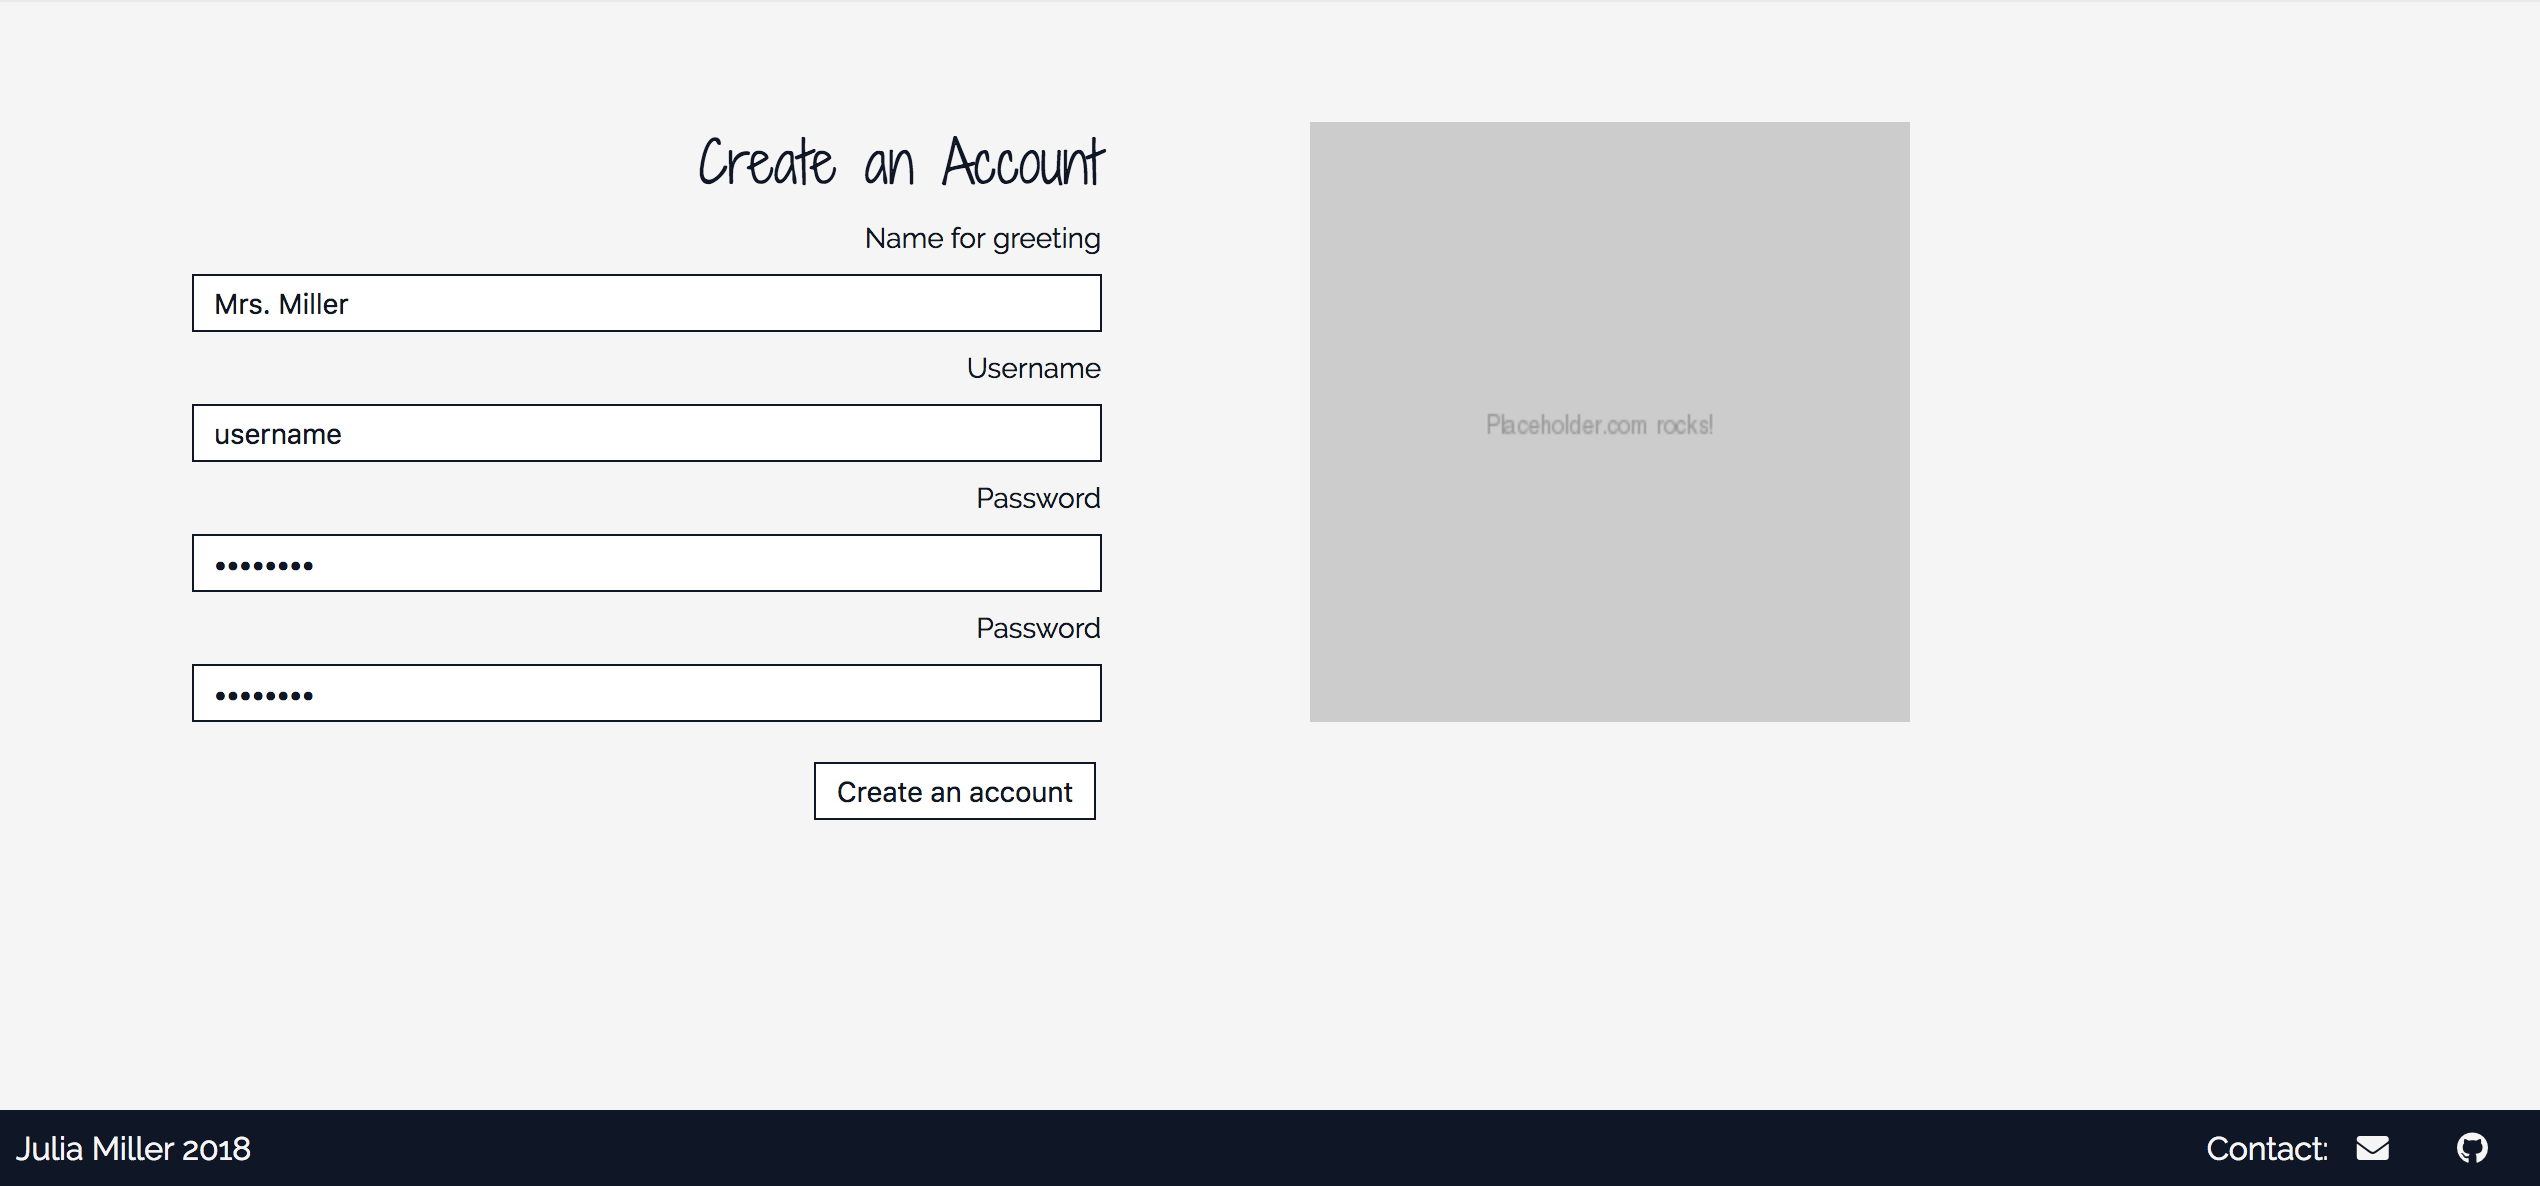 Create an Account
Name for greeting
Mrs. Miller
Username
username
Password
••••••••
Password
••••••••
Create an account
Placeholder.com rocks!
Julia Miller 2018
Contact: